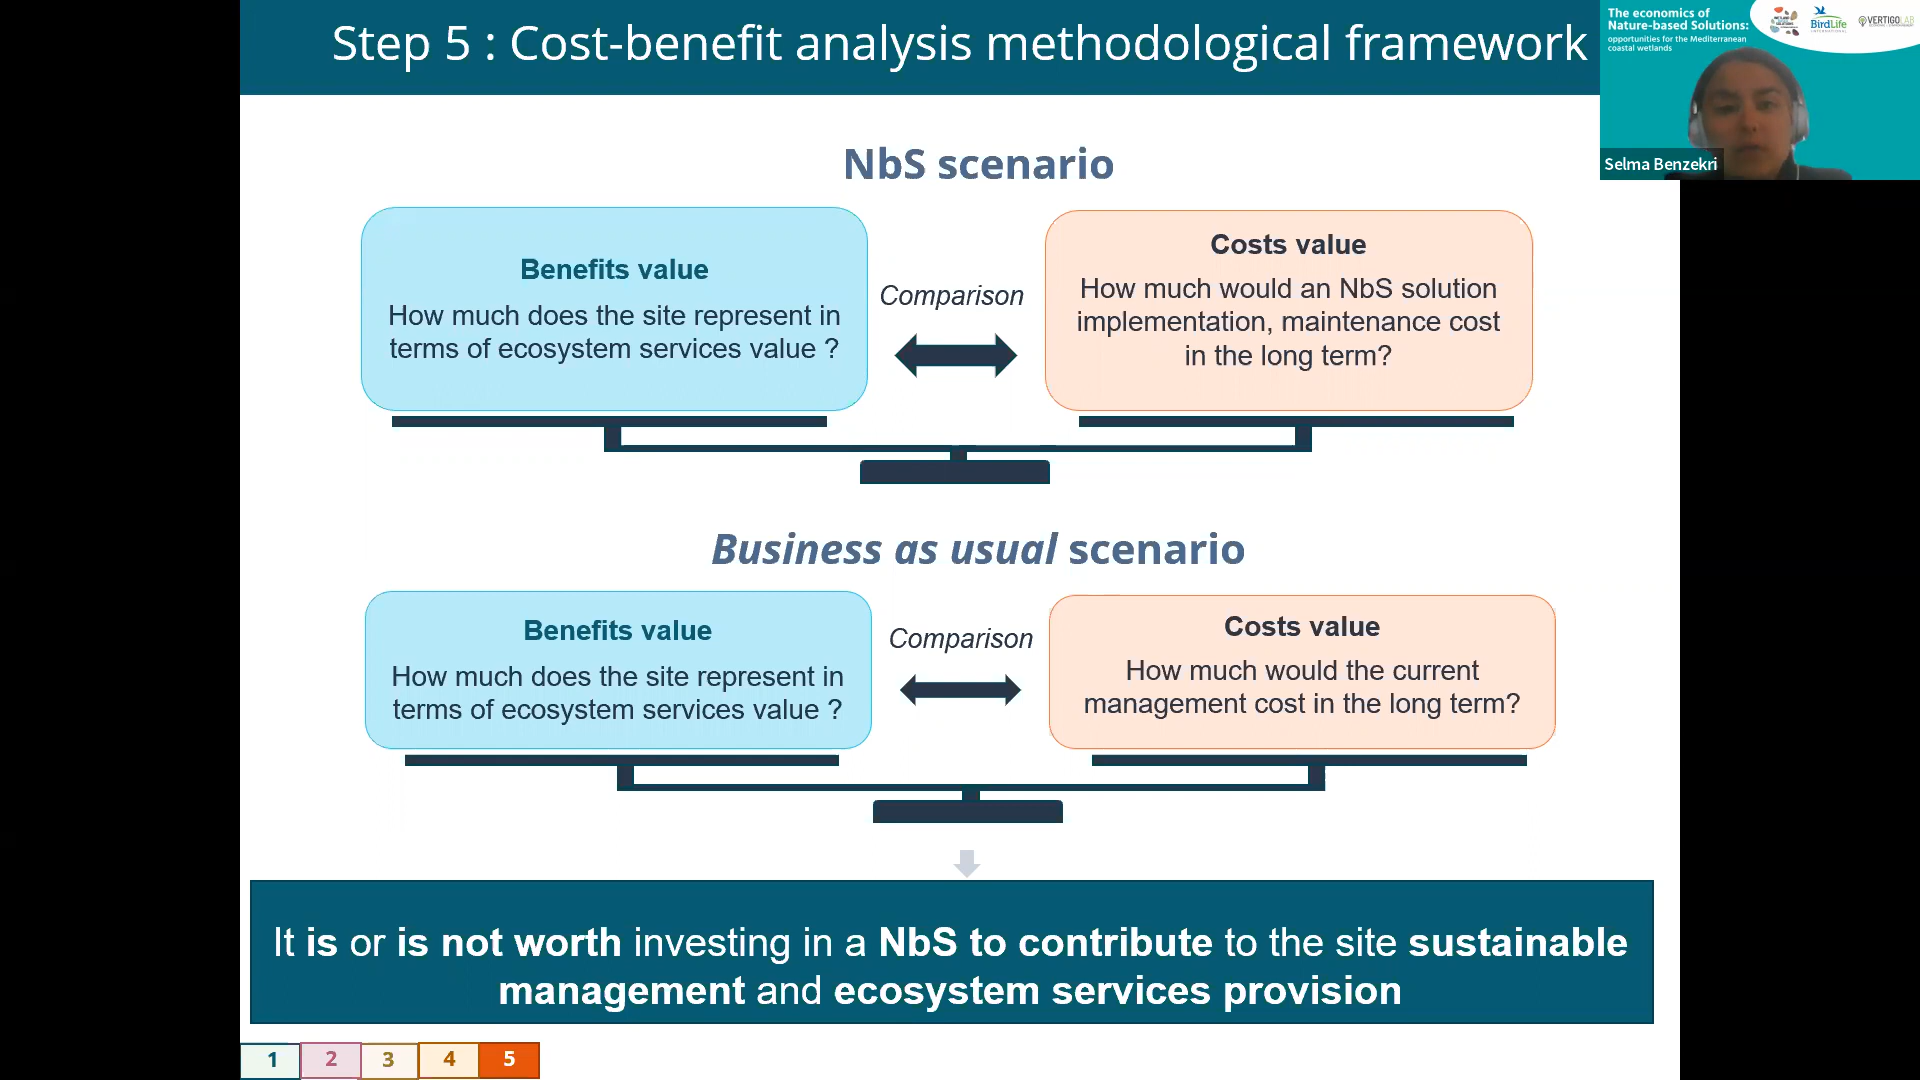 Step 5 : Cost-benefit analysis methodological framework
The economics of
Nature-based Solutions:
opportunities for the Mediterranean
coastal wetlands
BirdLife
INTERNATIONAL
VERTIGOLAB
Selma Benzekri
NbS scenario
Benefits value
How much does the site represent in
terms of ecosystem services value ?
Comparison
Costs value
How much would an NbS solution
implementation, maintenance cost
in the long term?
Business as usual scenario
Benefits value
How much does the site represent in
terms of ecosystem services value ?
Comparison
Costs value
How much would the current
management cost in the long term?
It is or is not worth investing in a NbS to contribute to the site sustainable
management and ecosystem services provision
1 2 3 4 5